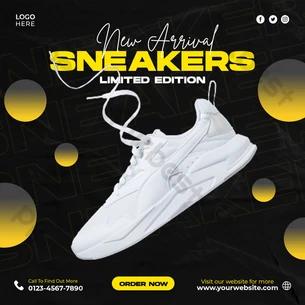 LOGO
HERE
New Arrival
SNEAKERS
LIMITED EDITION
Call To Find Out More
0123-4567-7890
ORDER NOW
Visit our website for more
www.yourwebsite.com